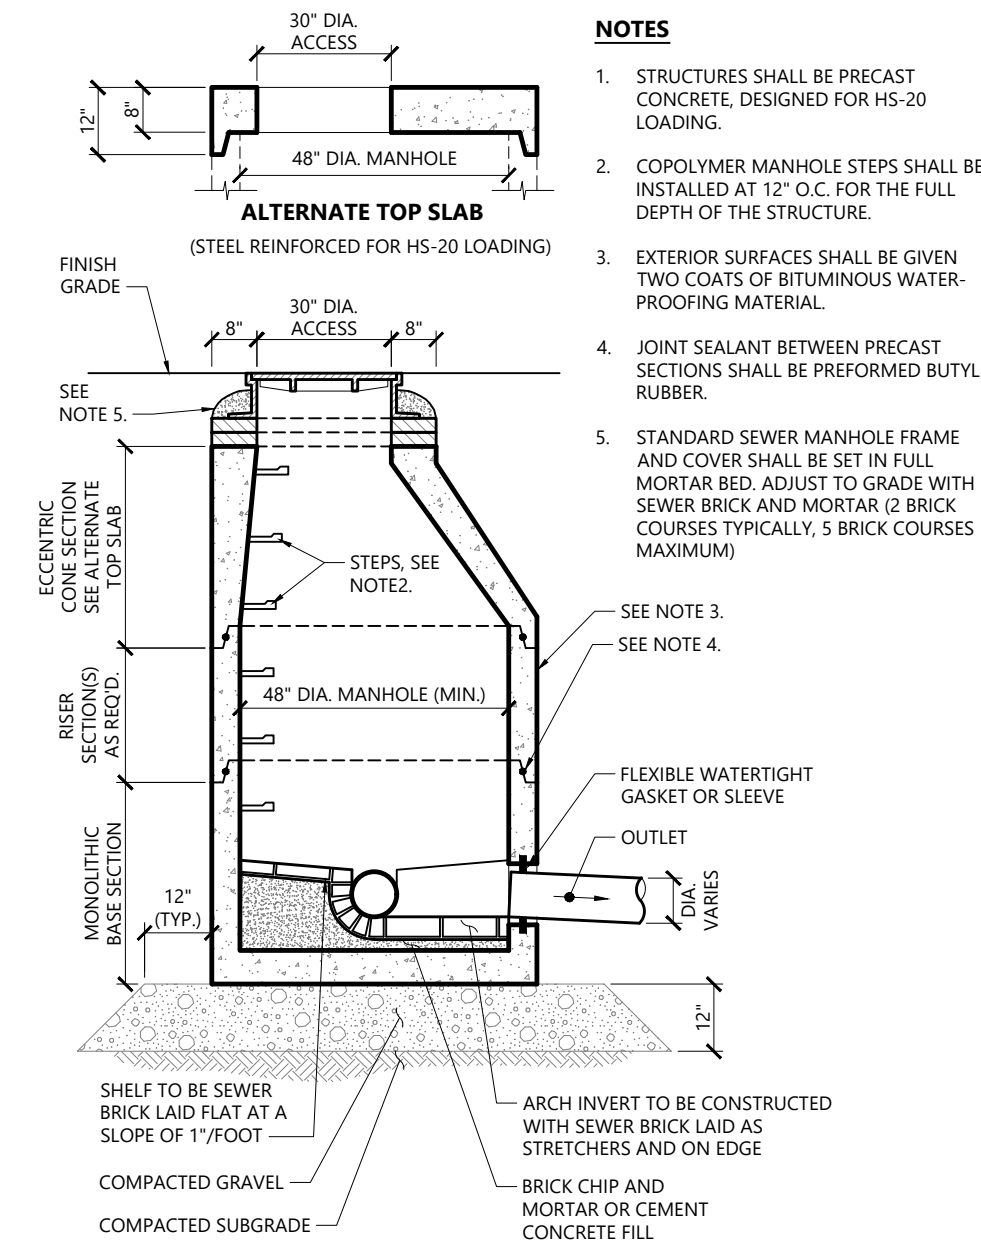 30" DIA.
ACCESS
12"
8"
48" DIA. MANHOLE
ALTERNATE TOP SLAB
(STEEL REINFORCED FOR HS-20 LOADING)
FINISH
GRADE
30" DIA.
ACCESS
8"
8"
SEE
NOTE 5.
ECCENTRIC
CONE SECTION
SEE ALTERNATE
TOP SLAB
STEPS, SEE
NOTE2.
SEE NOTE 3.
SEE NOTE 4.
RISER
SECTION(S)
AS REQ'D.
48" DIA. MANHOLE (MIN.)
FLEXIBLE WATERTIGHT
GASKET OR SLEEVE
OUTLET
MONOLITHIC
BASE SECTION
12"
(TYP.)
DIA.
VARIES
12"
SHELF TO BE SEWER
BRICK LAID FLAT AT A
SLOPE OF 1"/FOOT
COMPACTED GRAVEL
COMPACTED SUBGRADE
ARCH INVERT TO BE CONSTRUCTED
WITH SEWER BRICK LAID AS
STRETCHERS AND ON EDGE
BRICK CHIP AND
MORTAR OR CEMENT
CONCRETE FILL
NOTES
1. STRUCTURES SHALL BE PRECAST
CONCRETE, DESIGNED FOR HS-20
LOADING.
2. COPOLYMER MANHOLE STEPS SHALL BE
INSTALLED AT 12" O.C. FOR THE FULL
DEPTH OF THE STRUCTURE.
3. EXTERIOR SURFACES SHALL BE GIVEN
TWO COATS OF BITUMINOUS WATER-
PROOFING MATERIAL.
4. JOINT SEALANT BETWEEN PRECAST
SECTIONS SHALL BE PREFORMED BUTYL
RUBBER.
5. STANDARD SEWER MANHOLE FRAME
AND COVER SHALL BE SET IN FULL
MORTAR BED. ADJUST TO GRADE WITH
SEWER BRICK AND MORTAR (2 BRICK
COURSES TYPICALLY, 5 BRICK COURSES
MAXIMUM)